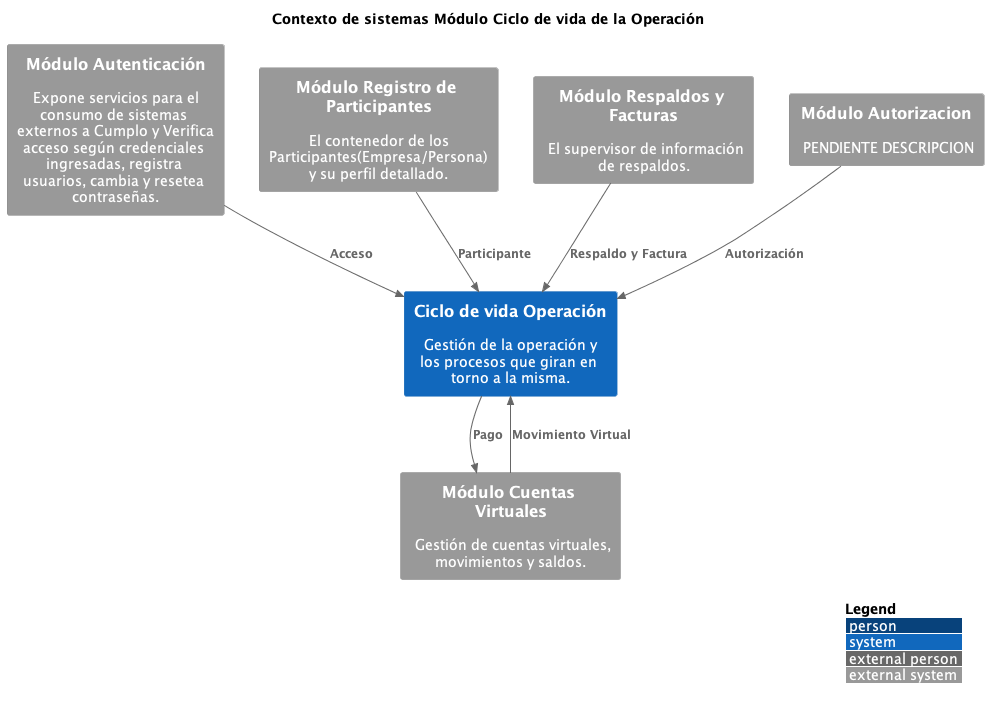 Contexto de sistemas Módulo Ciclo de vida de la Operación
Módulo Autenticación
Expone servicios para el
consumo de sistemas
externos a Cumplo y Verifica
acceso según credenciales
ingresadas, registra
usuarios, cambia y resetea
contraseñas.
Módulo Registro de
Participantes
El contenedor de los
Participantes(Empresa/Persona)
y su perfil detallado.
Módulo Respaldos y
Facturas
El supervisor de información
de respaldos.
Módulo Autorizacion
PENDIENTE DESCRIPCION
Acceso
Participante
Respaldo y Factura
Autorización
Ciclo de vida Operación
Gestión de la operación y
los procesos que giran en
torno a la misma.
Pago
Movimiento Virtual
Módulo Cuentas
Virtuales
Gestión de cuentas virtuales,
movimientos y saldos.
Legend
person
system
external person
external system